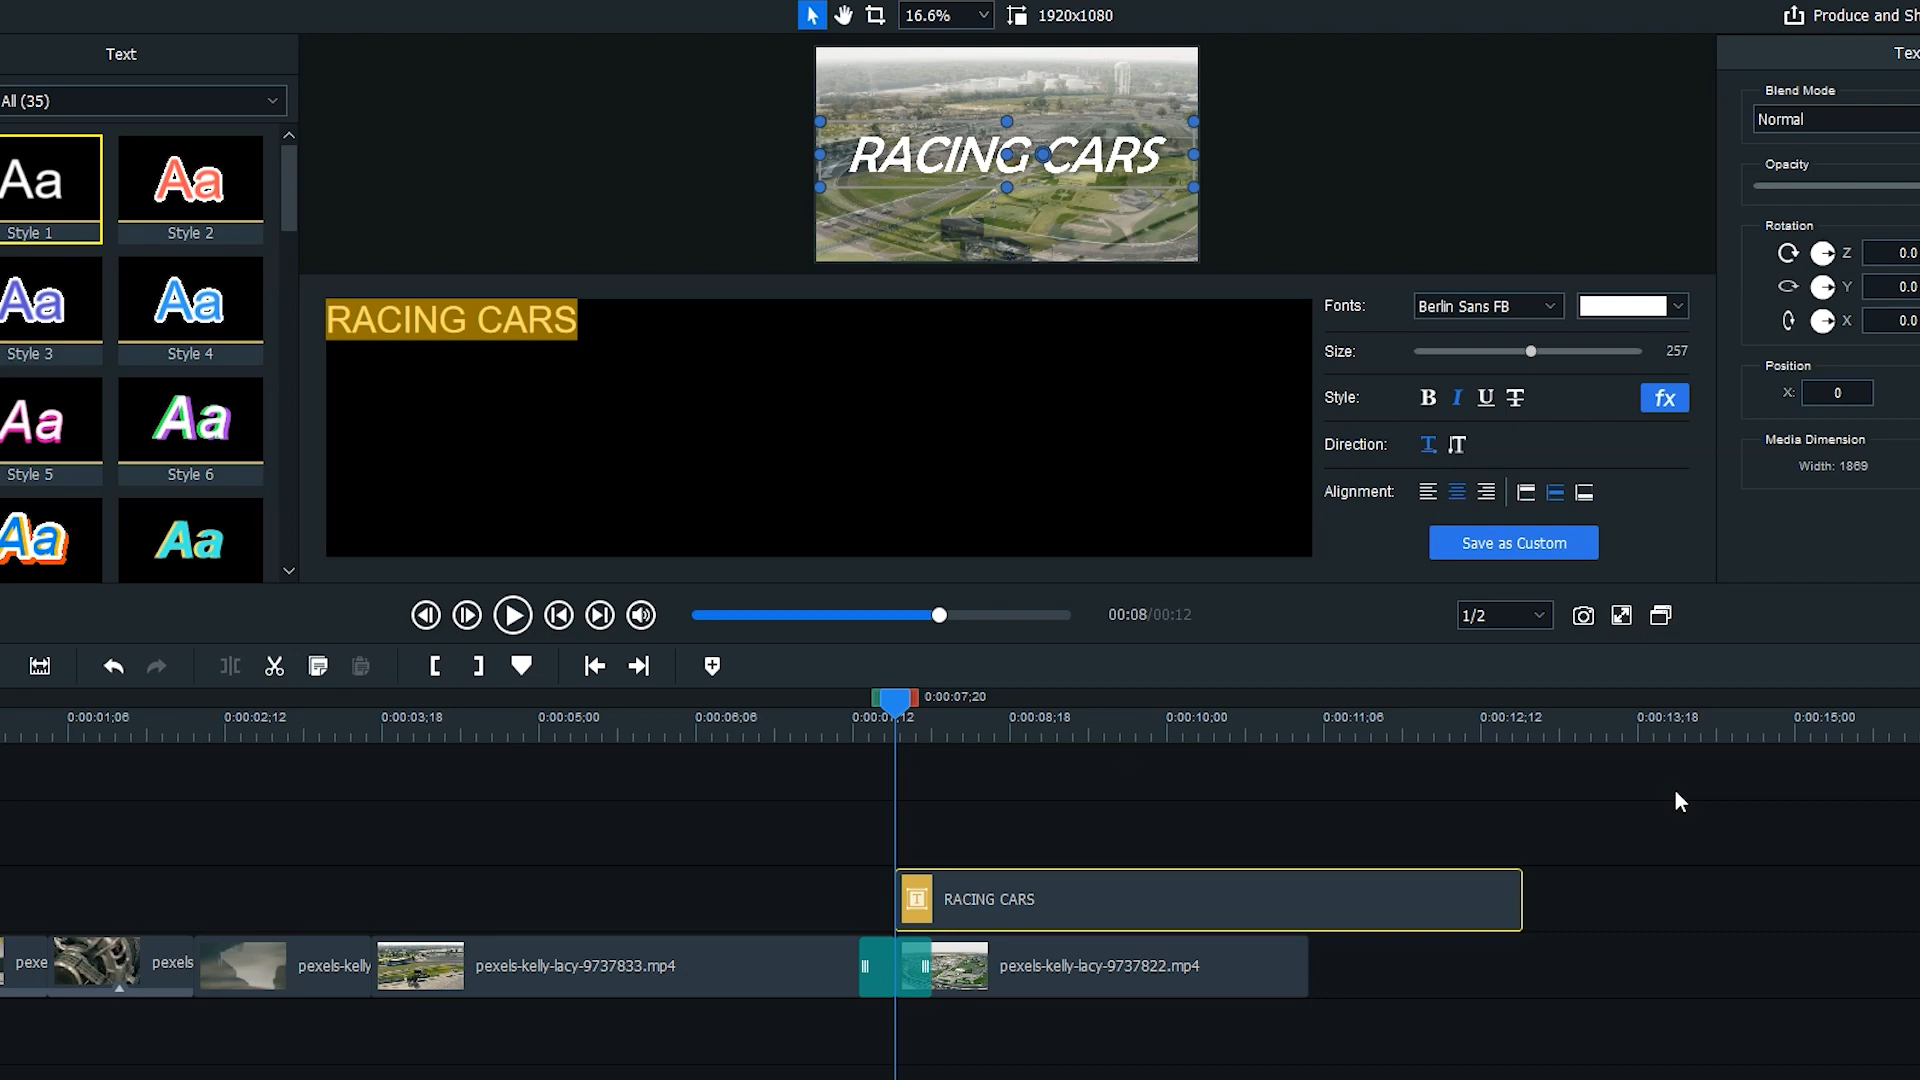 16.6%
1920x1080
Produce and Sh
Text
All (35)
Aa
Style 1
Aa
Style 2
Aa
Style 3
Aa
Style 4
Aa
Style 5
Aa
Style 6
Aa
Aa
RACING CARS
RACING CARS
Fonts:
Berlin Sans FB
Size:
257
Style:
B I U T
fx
Direction:
Alignment:
Save as Custom
Tex
Blend Mode
Normal
Opacity
Rotation
Z
0.0
Y
0.0
X
0.0
Position
X:
0
Media Dimension
Width: 1869
00:08/00:12
1/2
0:00:07;20
0:00:01;06
0:00:02;12
0:00:03;18
0:00:05;00
0:00:06;06
0:00:07;12
0:00:08;18
0:00:10;00
0:00:11;06
0:00:12;12
0:00:13;18
0:00:15;00
RACING CARS
pexe
pexels
pexels-kelly
pexels-kelly-lacy-9737833.mp4
pexels-kelly-lacy-9737822.mp4